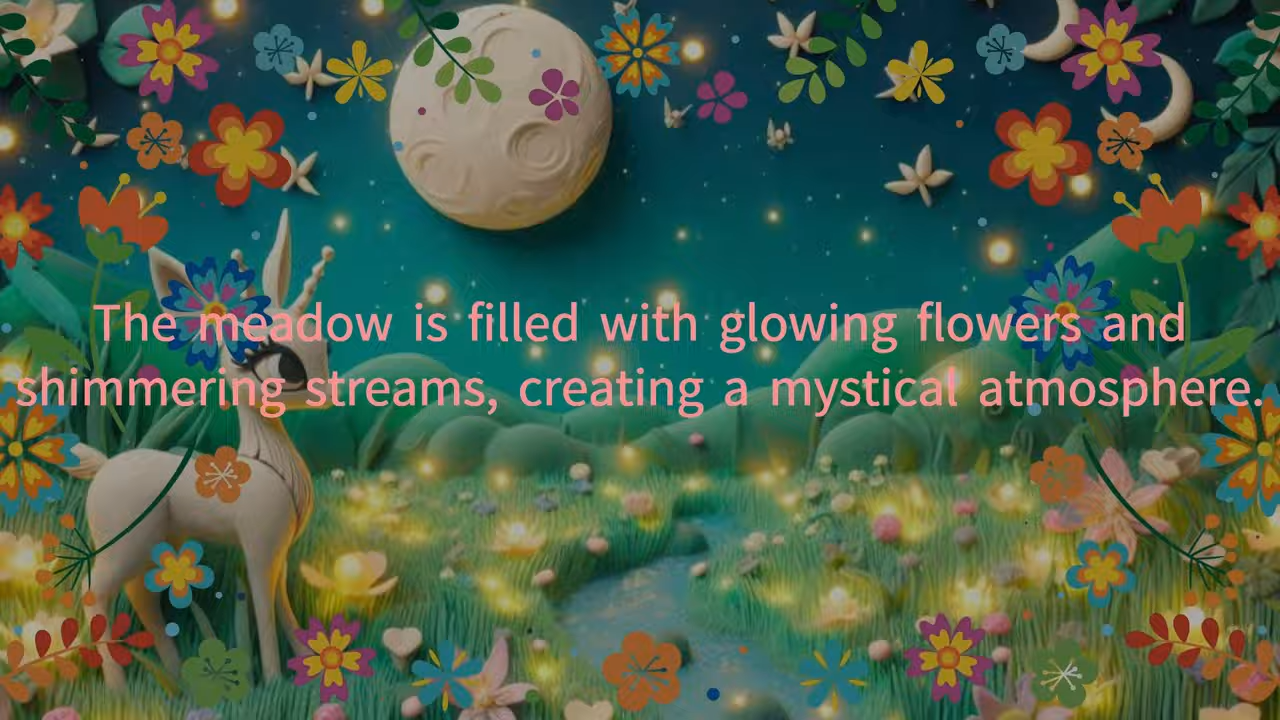 The meadow is filled with glowing flowers and
shimmering streams, creating a mystical atmosphere.